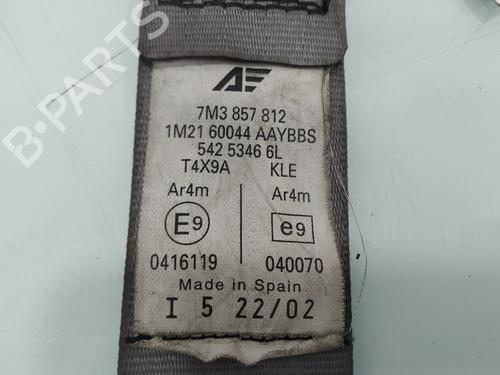 AF
7M3 857 812
1M21 60044 AAYBBS
542 5346 6L
T4X9A KLE
Ar4m Ar4m
E9 e9
0416119 040070
Made in Spain
I 5 22/02
B-PARTS